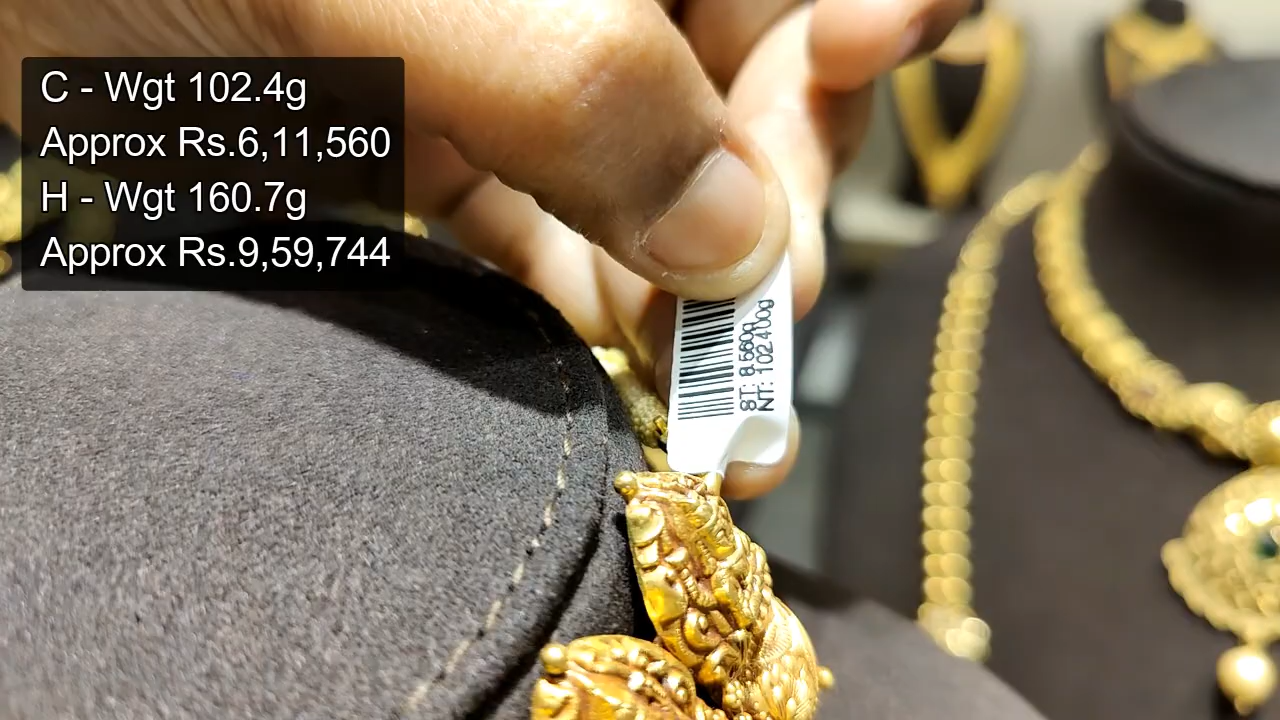 C - Wgt 102.4g
Approx Rs.6,11,560
H - Wgt 160.7g
Approx Rs.9,59,744
ST: 8.560g
NT: 102.400g